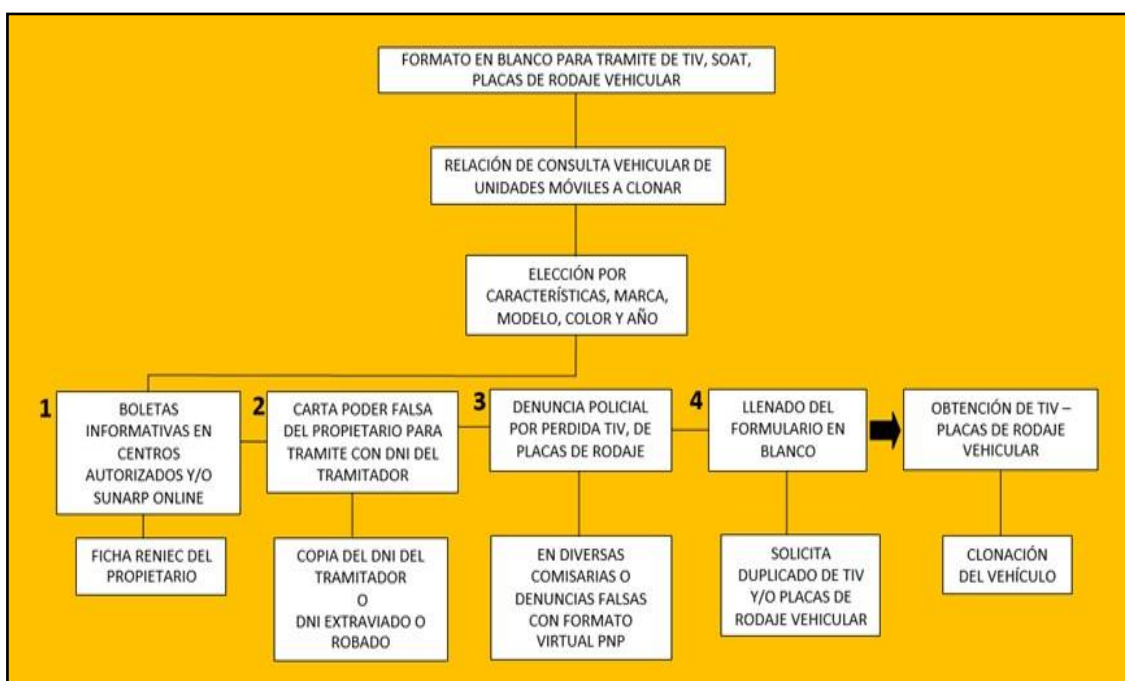 FORMATO EN BLANCO PARA TRAMITE DE TIV, SOAT,
PLACAS DE RODAJE VEHICULAR
RELACIÓN DE CONSULTA VEHICULAR DE
UNIDADES MÓVILES A CLONAR
ELECCIÓN POR
CARACTERÍSTICAS, MARCA,
MODELO, COLOR Y AÑO
1
BOLETAS
INFORMATIVAS EN
CENTROS
AUTORIZADOS Y/O
SUNARP ONLINE
2
CARTA PODER FALSA
DEL PROPIETARIO PARA
TRAMITE CON DNI DEL
TRAMITADOR
3
DENUNCIA POLICIAL
POR PERDIDA TIV, DE
PLACAS DE RODAJE
4
LLENADO DEL
FORMULARIO EN
BLANCO
OBTENCIÓN DE TIV –
PLACAS DE RODAJE
VEHICULAR
FICHA RENIEC DEL
PROPIETARIO
COPIA DEL DNI DEL
TRAMITADOR
O
DNI EXTRAVIADO O
ROBADO
EN DIVERSAS
COMISARIAS O
DENUNCIAS FALSAS
CON FORMATO
VIRTUAL PNP
SOLICITA
DUPLICADO DE TIV
Y/O PLACAS DE
RODAJE VEHICULAR
CLONACIÓN
DEL VEHÍCULO